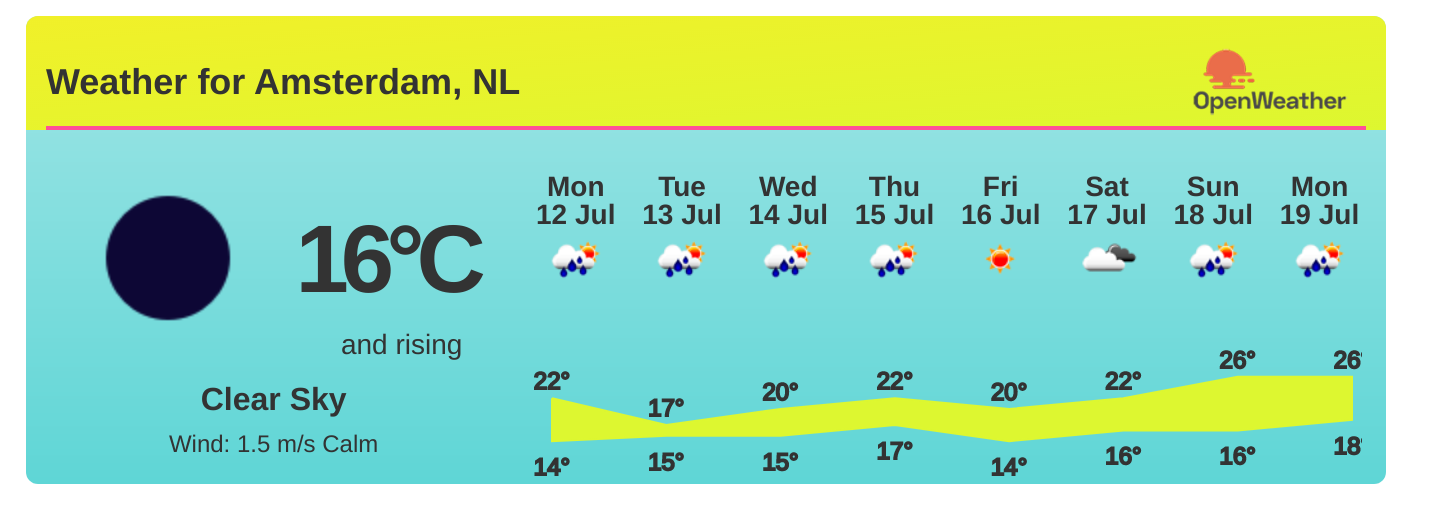 Weather for Amsterdam, NL
OpenWeather
16°C
and rising
Clear Sky
Wind: 1.5 m/s Calm
Mon Tue Wed Thu Fri Sat Sun Mon
12 Jul 13 Jul 14 Jul 15 Jul 16 Jul 17 Jul 18 Jul 19 Jul
22° 17° 20° 22° 20° 22° 26° 26°
14° 15° 15° 17° 14° 16° 16° 18°